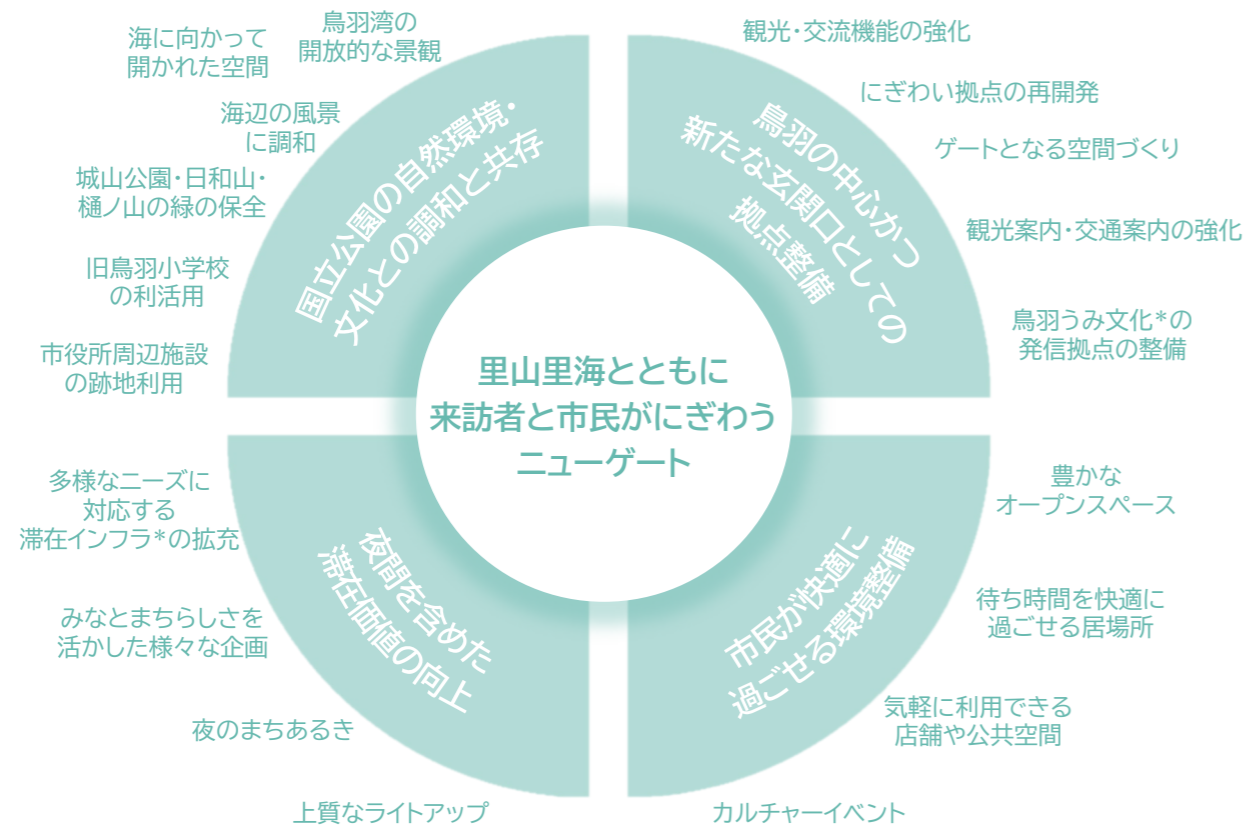 海に向かって
開かれた空間
鳥羽湾の
開放的な景観
海辺の風景
に調和
城山公園・日和山・
樋ノ山の緑の保全
旧鳥羽小学校
の利活用
市役所周辺施設
の跡地利用
国立公園の自然環境・
文化との調和と共存
観光・交流機能の強化
にぎわい拠点の再開発
ゲートとなる空間づくり
観光案内・交通案内の強化
鳥羽うみ文化*の
発信拠点の整備
鳥羽の中心かつ
新たな玄関口としての
拠点整備
里山里海とともに
来訪者と市民がにぎわう
ニューゲート
多様なニーズに
対応する
滞在インフラ*の拡充
みなとまちらしさを
活かした様々な企画
夜のまちあるき
上質なライトアップ
夜間を含めた
滞在価値の向上
市民が快適に
過ごせる環境整備
豊かな
オープンスペース
待ち時間を快適に
過ごせる居場所
気軽に利用できる
店舗や公共空間
カルチャーイベント